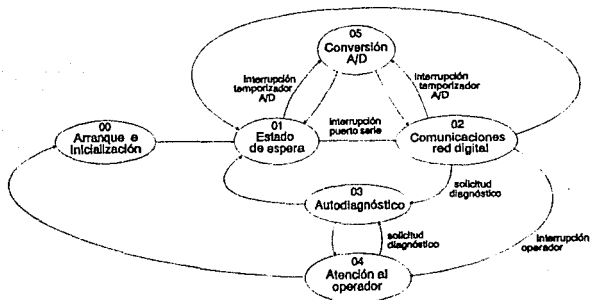 05
Conversión
A/D
Interrupción
temporizador
A/D
Interrupción
temporizador
A/D
00
Arranque e
Inicialización
01
Estado
de espera
Interrupción
puerto serie
02
Comunicaciones
red digital
03
Autodiagnóstico
solicitud
diagnóstico
solicitud
diagnóstico
Interrupción
operador
04
Atención al
operador